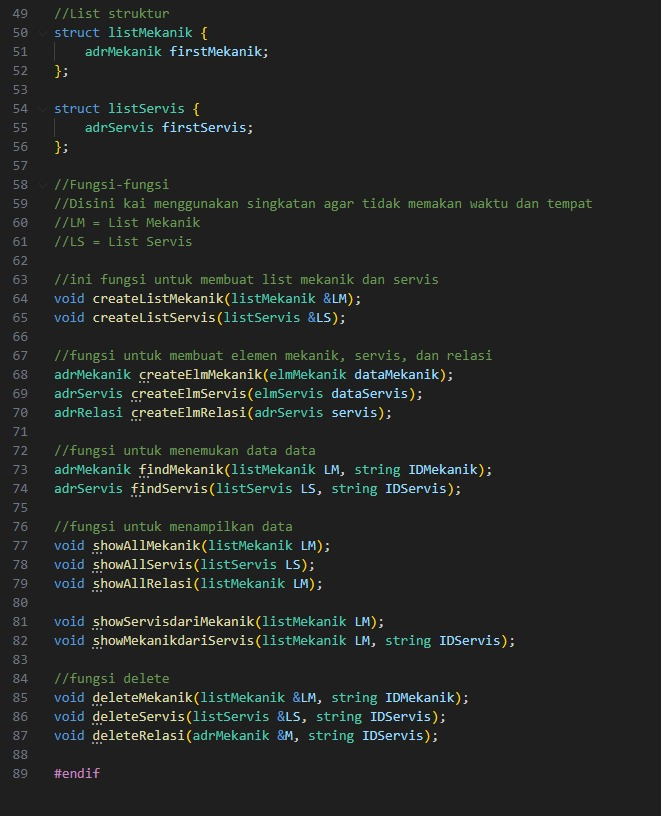 49 //List struktur
50 struct listMekanik {
51 adrMekanik firstMekanik;
52 };
53
54 struct listServis {
55 adrServis firstServis;
56 };
57
58 //Fungsi-fungsi
59 //Disini kai menggunakan singkatan agar tidak memakan waktu dan tempat
60 //LM = List Mekanik
61 //LS = List Servis
62
63 //ini fungsi untuk membuat list mekanik dan servis
64 void createListMekanik(listMekanik &LM);
65 void createListServis(listServis &LS);
66
67 //fungsi untuk membuat elemen mekanik, servis, dan relasi
68 adrMekanik createElmMekanik(elmMekanik dataMekanik);
69 adrServis createElmServis(elmServis dataServis);
70 adrRelasi createElmRelasi(adrServis servis);
71
72 //fungsi untuk menemukan data data
73 adrMekanik findMekanik(listMekanik LM, string IDMekanik);
74 adrServis findServis(listServis LS, string IDServis);
75
76 //fungsi untuk menampilkan data
77 void showAllMekanik(listMekanik LM);
78 void showAllServis(listServis LS);
79 void showAllRelasi(listMekanik LM);
80
81 void showServisdariMekanik(listMekanik LM);
82 void showMekanikdariServis(listMekanik LM, string IDServis);
83
84 //fungsi delete
85 void deleteMekanik(listMekanik &LM, string IDMekanik);
86 void deleteServis(listServis &LS, string IDServis);
87 void deleteRelasi(adrMekanik &M, string IDServis);
88
89 #endif